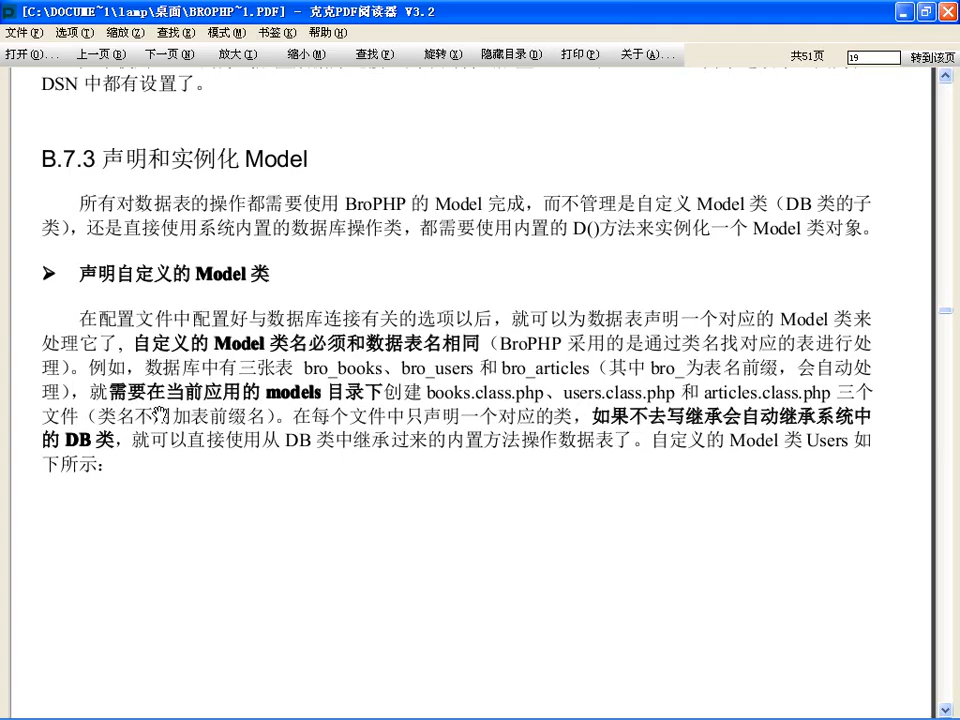 [C:\DOCUME~1\lamp\桌面\BROPHP~1.PDF] - 克克PDF阅读器 V3.2
文件(F) 选项(T) 缩放(Z) 查找(E) 模式(M) 书签(K) 帮助(H)
打开(O)... 上一页(B) 下一页(N) 放大(I) 缩小(M) 查找(F) 旋转(X) 隐藏目录(D) 打印(P) 关于(A)... 共51页 19 转到该页
DSN 中都有设置了。
B.7.3 声明和实例化 Model
所有对数据表的操作都需要使用 BroPHP 的 Model 完成，而不管理是自定义 Model 类（DB 类的子
类），还是直接使用系统内置的数据库操作类，都需要使用内置的 D()方法来实例化一个 Model 类对象。
➢ 声明自定义的 Model 类
在配置文件中配置好与数据库连接有关的选项以后，就可以为数据表声明一个对应的 Model 类来
处理它了, 自定义的 Model 类名必须和数据表名相同（BroPHP 采用的是通过类名找对应的表进行处
理）。例如，数据库中有三张表 bro_books、bro_users 和 bro_articles（其中 bro_为表名前缀，会自动处
理），就需要在当前应用的 models 目录下创建 books.class.php、users.class.php 和 articles.class.php 三个
文件（类名不 加表前缀名）。在每个文件中只声明一个对应的类，如果不去写继承会自动继承系统中
的 DB 类，就可以直接使用从 DB 类中继承过来的内置方法操作数据表了。自定义的 Model 类 Users 如
下所示：